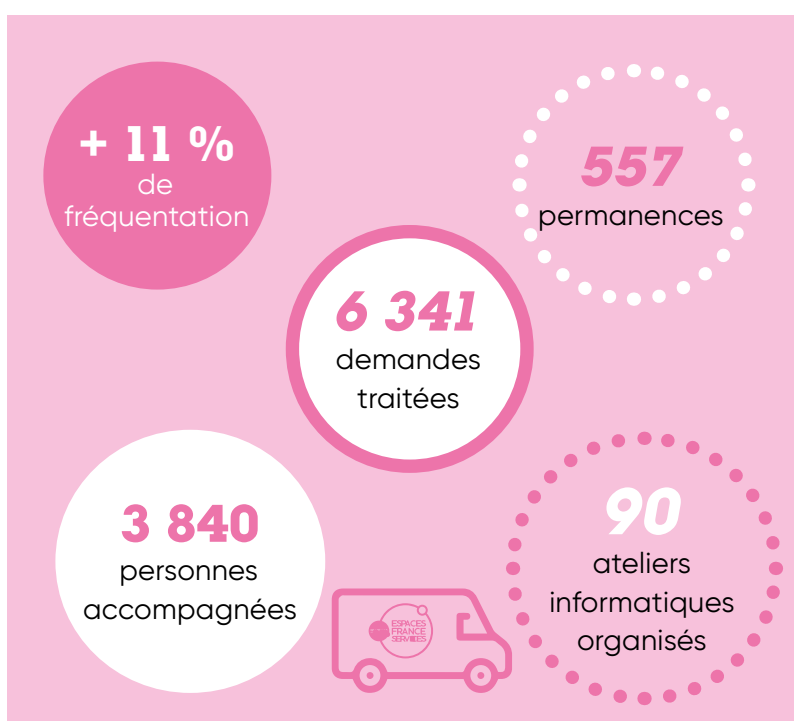 + 11 %
de
fréquentation
557
permanences
6 341
demandes
traitées
3 840
personnes
accompagnées
90
ateliers
informatiques
organisés
ESPACES
FRANCE
SERVICES